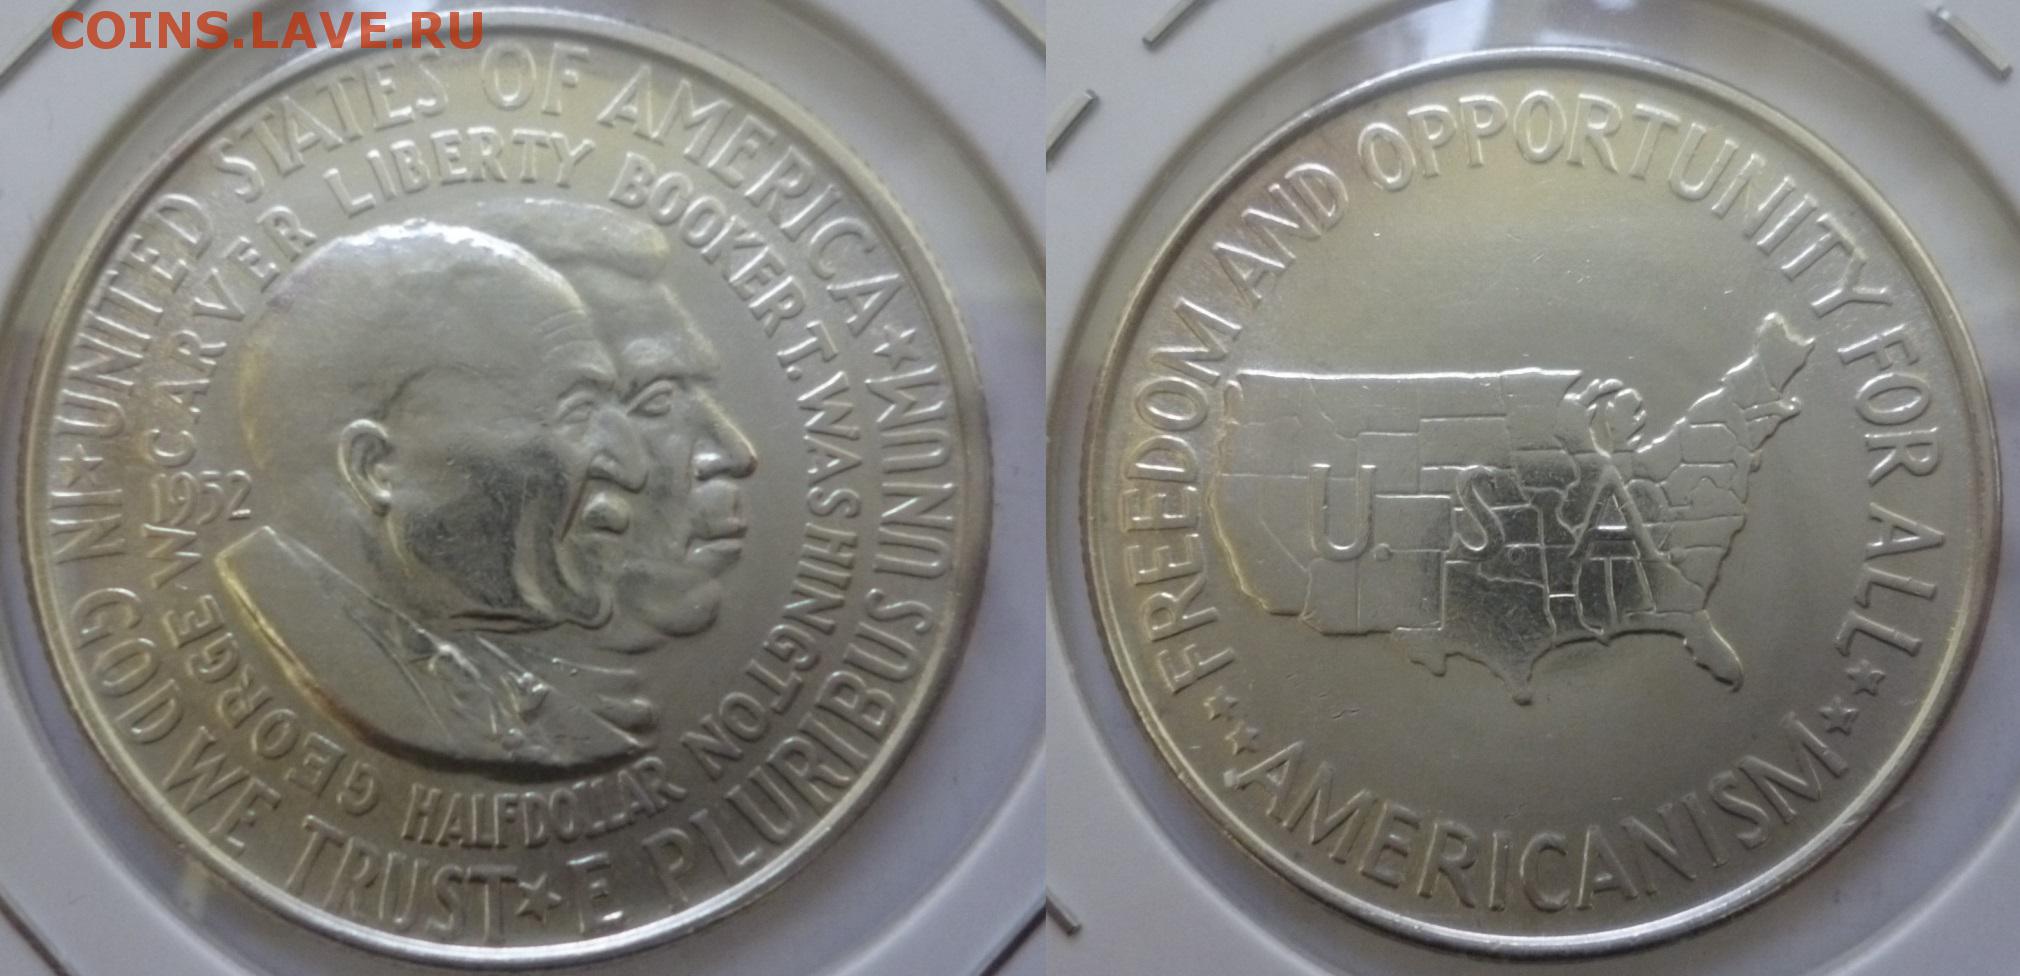 COINS.LAVE.RU
UNITED STATES OF AMERICA ★ E PLURIBUS UNUM ★ IN GOD WE TRUST ★
GEORGE W CARVER LIBERTY BOOKER T. WASHINGTON
1952
HALF DOLLAR
FREEDOM AND OPPORTUNITY FOR ALL
U.S.A
★ ★ ★ AMERICANISM ★ ★ ★